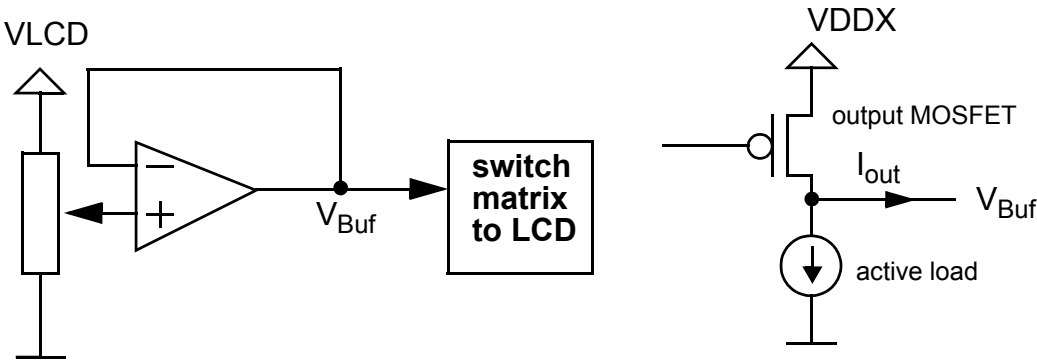 VLCD
−
+
V_Buf
switch
matrix
to LCD
VDDX
output MOSFET
I_out
V_Buf
active load